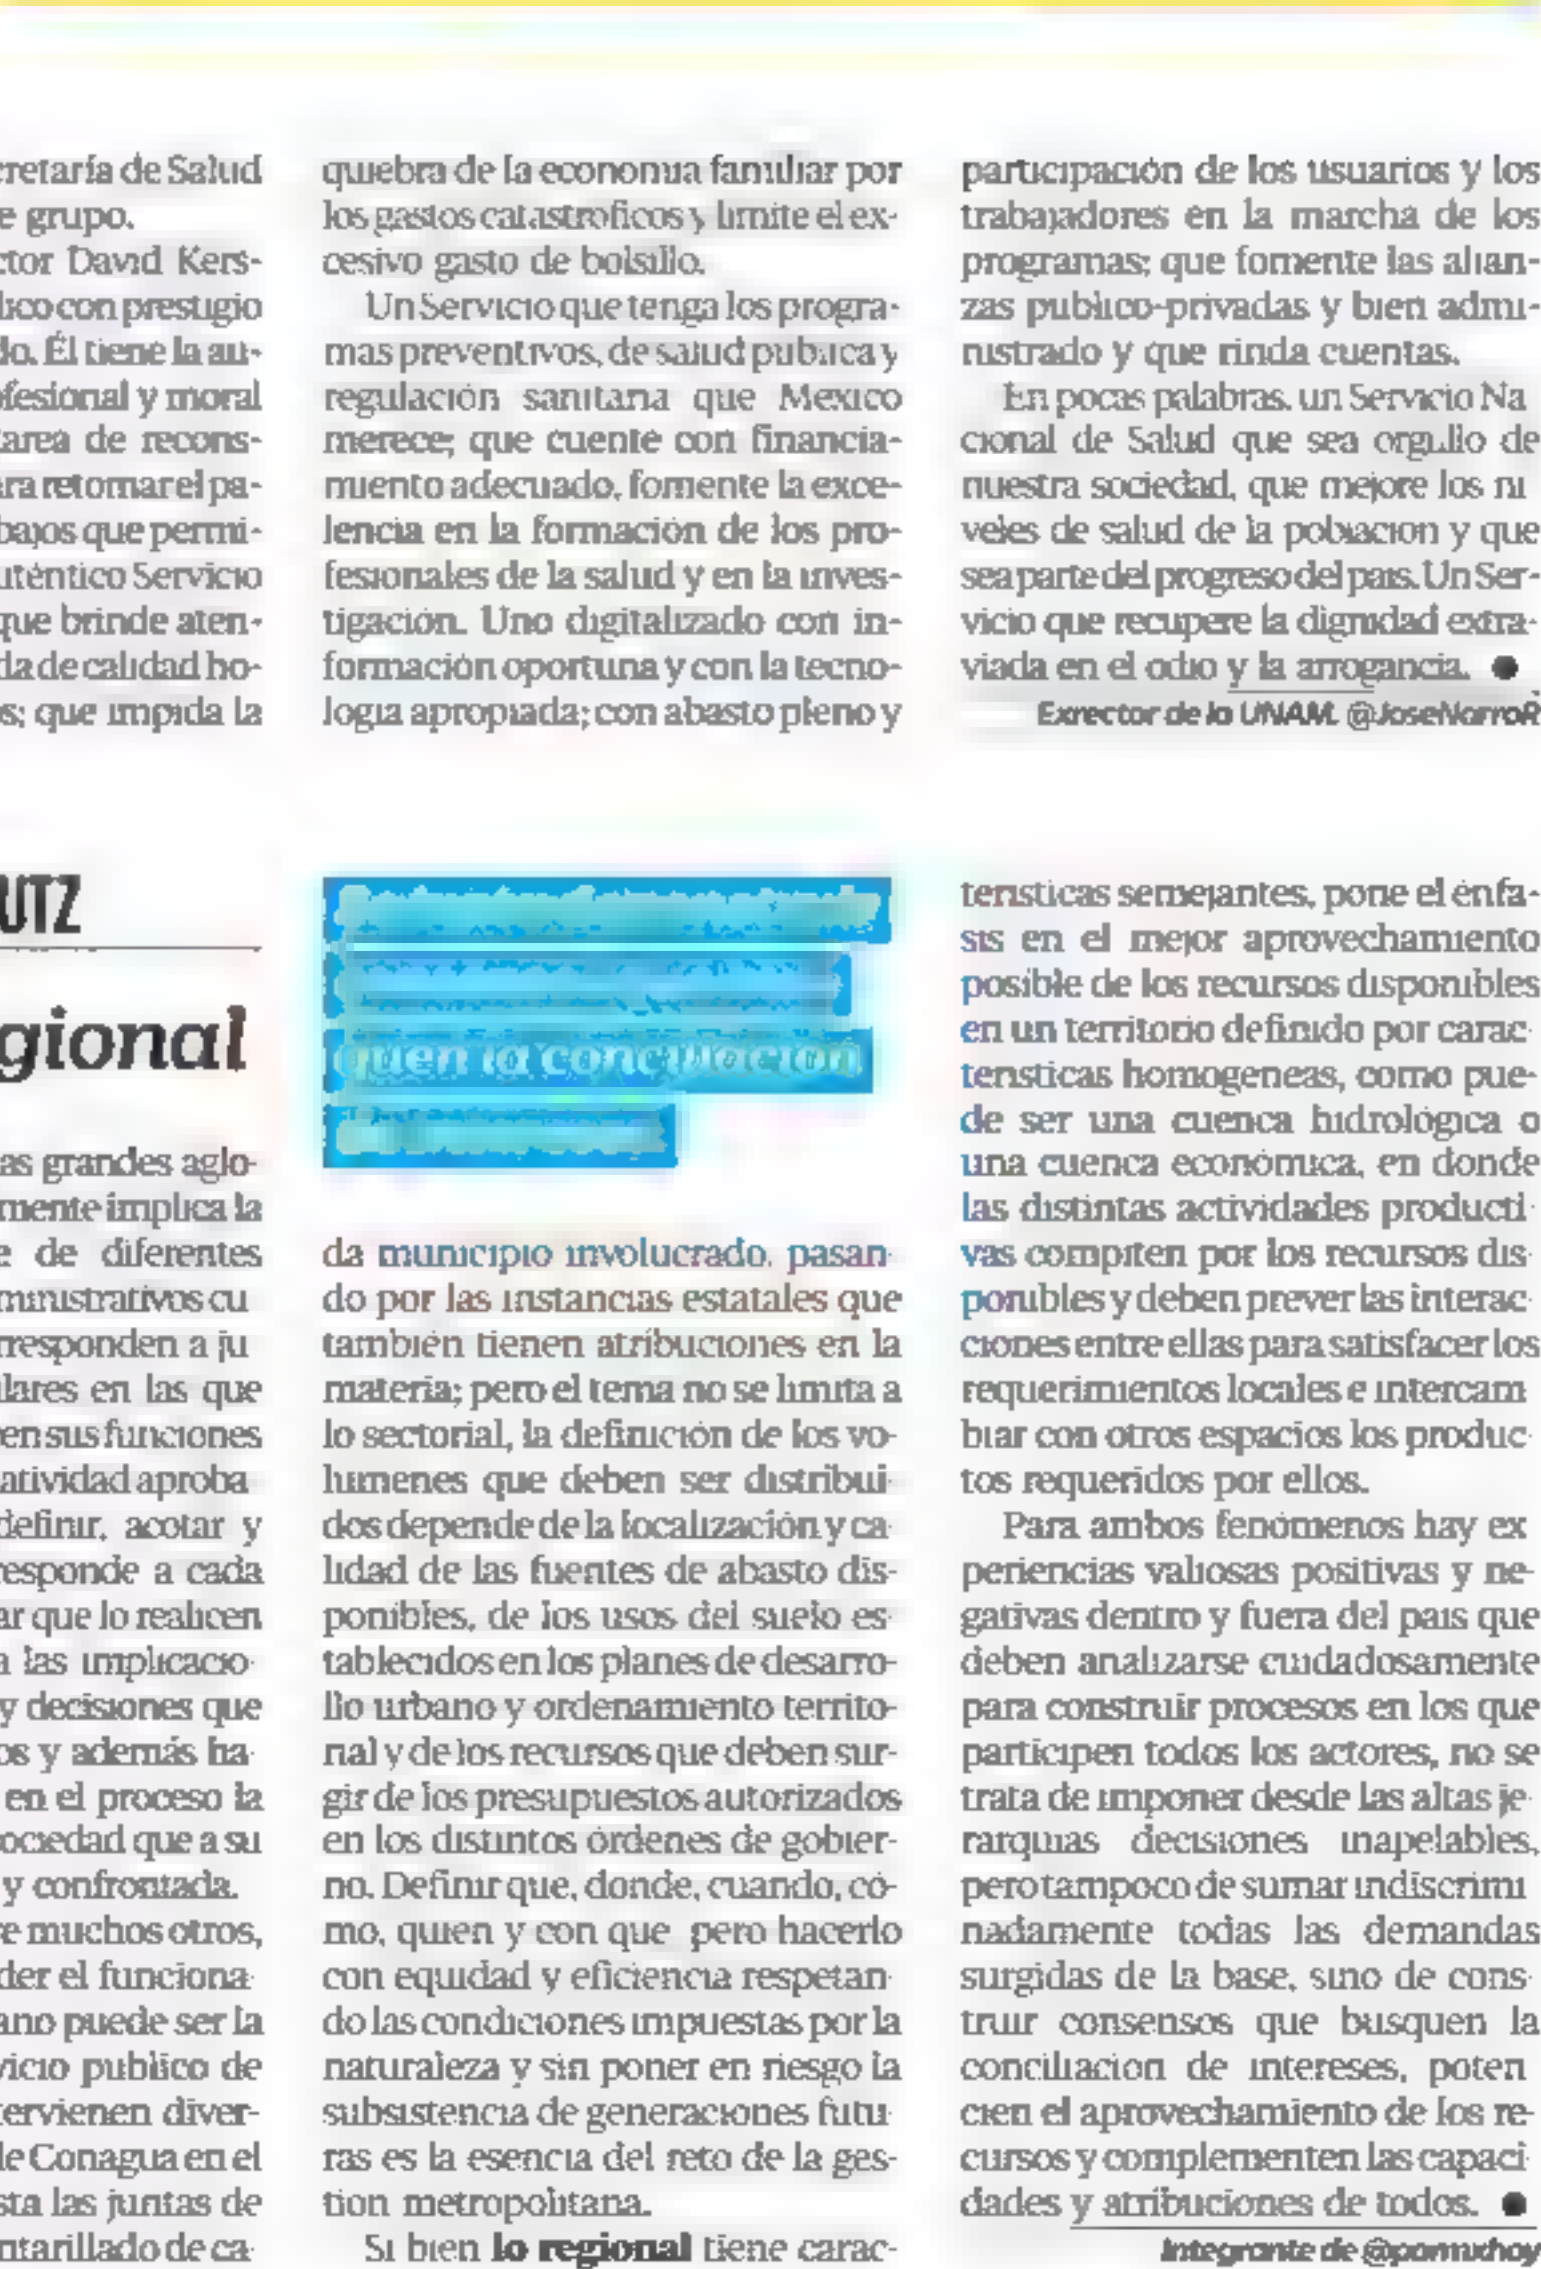 cretaría de Salud
e grupo.
ctor David Kers-
lico con prestigio
do. Él tiene la au-
ofesional y moral
tarea de recons-
ara retomar el pa-
bajos que permi-
uténtico Servicio
que brinde aten-
da de calidad ho-
os; que impida la
quiebra de la economía familiar por
los gastos catastróficos y limite el ex-
cesivo gasto de bolsillo.
Un Servicio que tenga los progra-
mas preventivos, de salud pública y
regulación sanitaria que México
merece; que cuente con financia-
miento adecuado, fomente la exce-
lencia en la formación de los pro-
fesionales de la salud y en la inves-
tigación. Uno digitalizado con in-
formación oportuna y con la tecno-
logía apropiada; con abasto pleno y
participación de los usuarios y los
trabajadores en la marcha de los
programas; que fomente las alian-
zas público-privadas y bien admi-
nistrado y que rinda cuentas.
En pocas palabras, un Servicio Na
cional de Salud que sea orgullo de
nuestra sociedad, que mejore los ni
veles de salud de la población y que
sea parte del progreso del país. Un Ser-
vicio que recupere la dignidad extra-
viada en el odio y la arrogancia. ●
Exrector de la UNAM. @JoseNarroR
UTZ
gional
as grandes aglo-
mente implica la
e de diferentes
ministrativos cu
rresponden a ju
lares en las que
en sus funciones
atividad aproba
definir, acotar y
responde a cada
ar que lo realicen
a las implicacio
y decisiones que
os y además ha
en el proceso la
ociedad que a su
y confrontada.
e muchos otros,
der el funciona
ano puede ser la
vicio público de
tervienen diver-
de Conagua en el
sta las juntas de
ntarillado de ca-
quen la conciliación
da municipio involucrado, pasan
do por las instancias estatales que
también tienen atribuciones en la
materia; pero el tema no se limita a
lo sectorial, la definición de los vo-
lúmenes que deben ser distribui
dos depende de la localización y ca
lidad de las fuentes de abasto dis-
ponibles, de los usos del suelo es-
tablecidos en los planes de desarro-
llo urbano y ordenamiento territo-
rial y de los recursos que deben sur-
gir de los presupuestos autorizados
en los distintos órdenes de gobier-
no. Definir qué, dónde, cuándo, có-
mo, quién y con qué pero hacerlo
con equidad y eficiencia respetan
do las condiciones impuestas por la
naturaleza y sin poner en riesgo la
subsistencia de generaciones futu
ras es la esencia del reto de la ges-
tión metropolitana.
Si bien lo regional tiene carac-
terísticas semejantes, pone el énfa-
sis en el mejor aprovechamiento
posible de los recursos disponibles
en un territorio definido por carac
terísticas homogéneas, como pue-
de ser una cuenca hidrológica o
una cuenca económica, en donde
las distintas actividades producti
vas compiten por los recursos dis
ponibles y deben prever las interac
ciones entre ellas para satisfacer los
requerimientos locales e intercam
biar con otros espacios los produc
tos requeridos por ellos.
Para ambos fenómenos hay ex
periencias valiosas positivas y ne-
gativas dentro y fuera del país que
deben analizarse cuidadosamente
para construir procesos en los que
participen todos los actores, no se
trata de imponer desde las altas je
rarquías decisiones inapelables,
pero tampoco de sumar indiscrimi
nadamente todas las demandas
surgidas de la base, sino de cons
truir consensos que busquen la
conciliación de intereses, poten
cien el aprovechamiento de los re-
cursos y complementen las capaci
dades y atribuciones de todos. ●
Integrante de